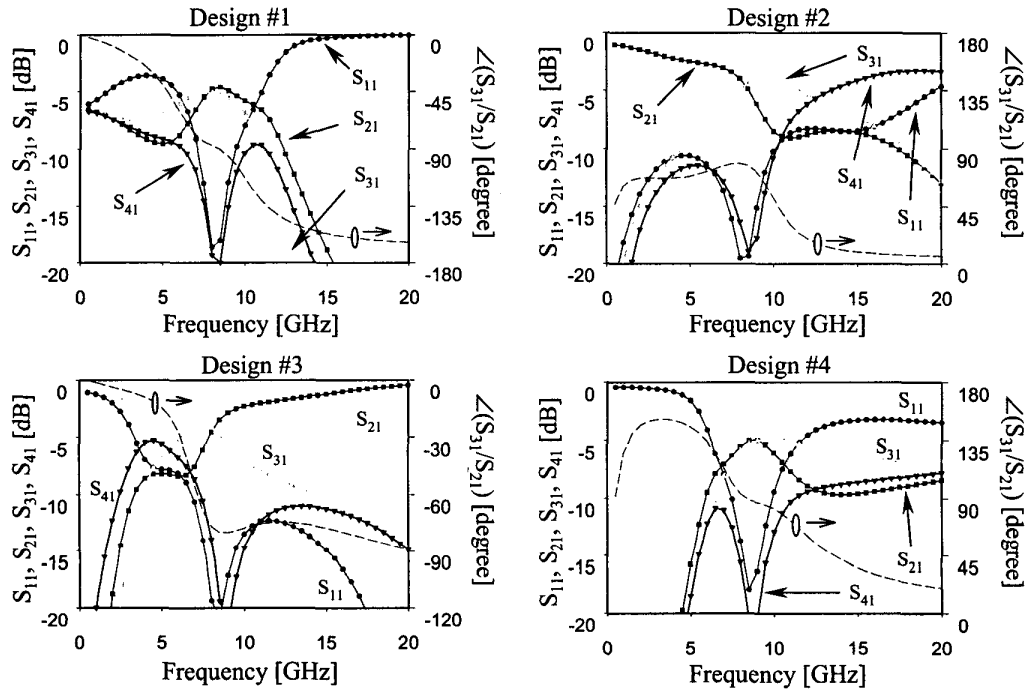 Design #1
S11, S21, S31, S41 [dB]
0
-5
-10
-15
-20
0 5 10 15 20
Frequency [GHz]
0
-45
-90
-135
-180
∠(S31/S21) [degree]
S11
S21
S31
S41
Design #2
S11, S21, S31, S41 [dB]
0
-5
-10
-15
-20
0 5 10 15 20
Frequency [GHz]
180
135
90
45
0
∠(S31/S21) [degree]
S31
S21
S41
S11
Design #3
S11, S21, S31, S41 [dB]
0
-5
-10
-15
-20
0 5 10 15 20
Frequency [GHz]
0
-30
-60
-90
-120
∠(S31/S21) [degree]
S21
S31
S41
S11
Design #4
S11, S21, S31, S41 [dB]
0
-5
-10
-15
-20
0 5 10 15 20
Frequency [GHz]
180
135
90
45
0
∠(S31/S21) [degree]
S11
S31
S21
S41